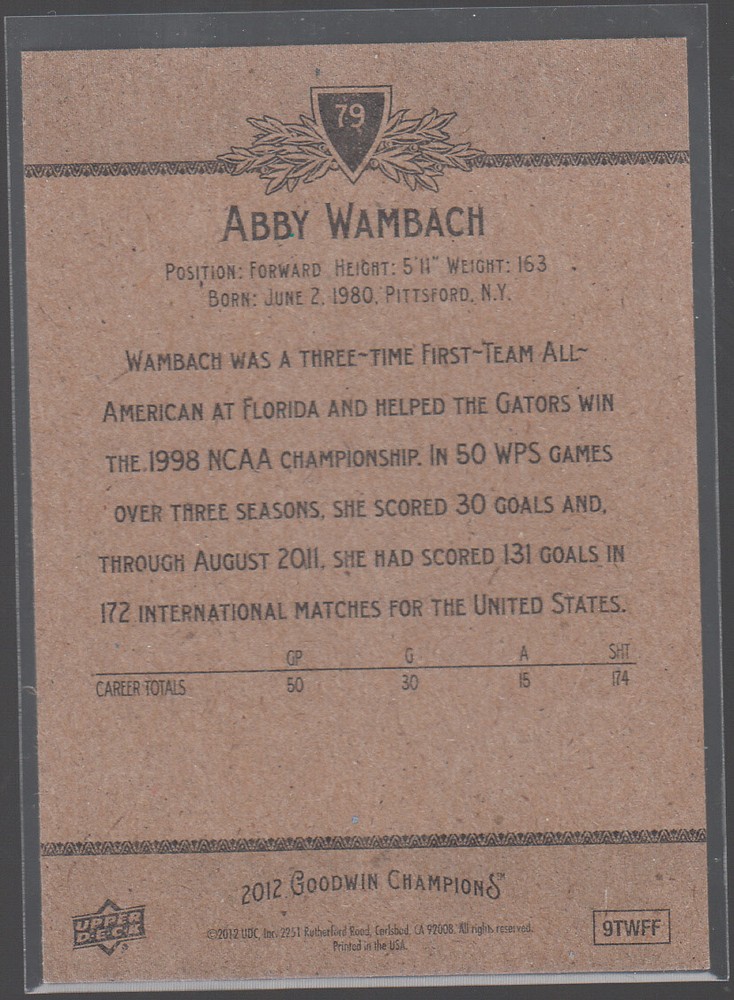 79
ABBY WAMBACH
POSITION: FORWARD HEIGHT: 5'11" WEIGHT: 163
BORN: JUNE 2, 1980, PITTSFORD, N.Y.
WAMBACH WAS A THREE~TIME FIRST~TEAM ALL~
AMERICAN AT FLORIDA AND HELPED THE GATORS WIN
THE 1998 NCAA CHAMPIONSHIP. IN 50 WPS GAMES
OVER THREE SEASONS, SHE SCORED 30 GOALS AND,
THROUGH AUGUST 2011, SHE HAD SCORED 131 GOALS IN
172 INTERNATIONAL MATCHES FOR THE UNITED STATES.
GP G A SHT
CAREER TOTALS 50 30 15 174
2012 GOODWIN CHAMPIONS™
UPPER DECK
©2012 UDC, Inc. 2251 Rutherford Road, Carlsbad, CA 92008. All rights reserved.
Printed in the USA.
9TWFF